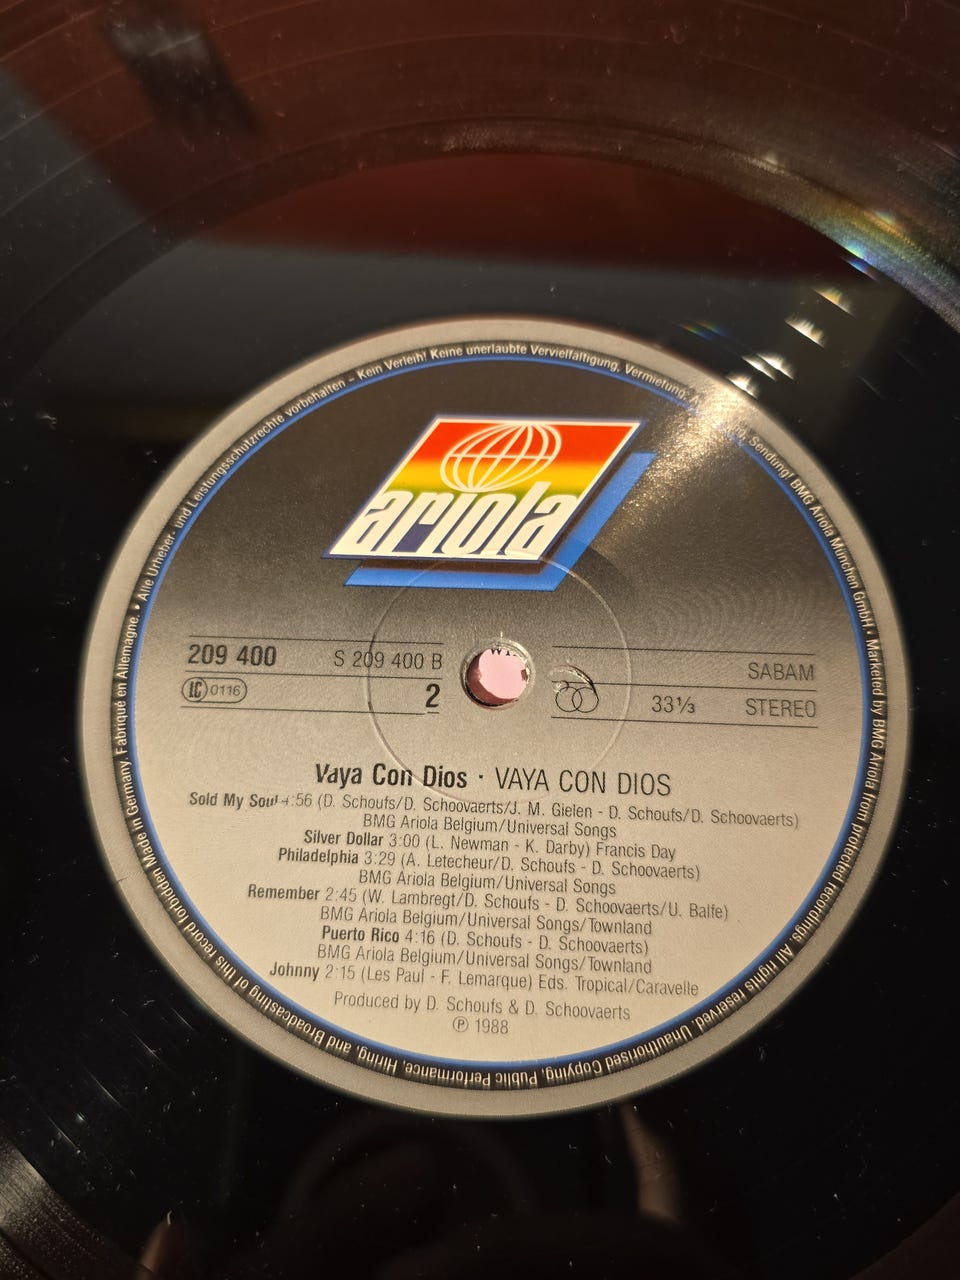 Alle Urheber- und Leistungsschutzrechte vorbehalten – Kein Verleih! Keine unerlaubte Vervielfältigung, Vermietung, Sendung! BMG Ariola München GmbH • Marketed by BMG Ariola from protected recordings. All rights reserved. Unauthorised Copying, Public Performance, Hiring, and Broadcasting of this record forbidden Made in Germany. Fabriqué en Allemagne. •
ariola
209 400 S 209 400 B SABAM
LC 0116 2 33⅓ STEREO
Vaya Con Dios · VAYA CON DIOS
Sold My Soul :56 (D. Schoufs/D. Schoovaerts/J. M. Gielen - D. Schoufs/D. Schoovaerts)
BMG Ariola Belgium/Universal Songs
Silver Dollar 3:00 (L. Newman - K. Darby) Francis Day
Philadelphia 3:29 (A. Letecheur/D. Schoufs - D. Schoovaerts)
BMG Ariola Belgium/Universal Songs
Remember 2:45 (W. Lambregt/D. Schoufs - D. Schoovaerts/U. Balfe)
BMG Ariola Belgium/Universal Songs/Townland
Puerto Rico 4:16 (D. Schoufs - D. Schoovaerts)
BMG Ariola Belgium/Universal Songs/Townland
Johnny 2:15 (Les Paul - F. Lemarque) Eds. Tropical/Caravelle
Produced by D. Schoufs & D. Schoovaerts
℗ 1988